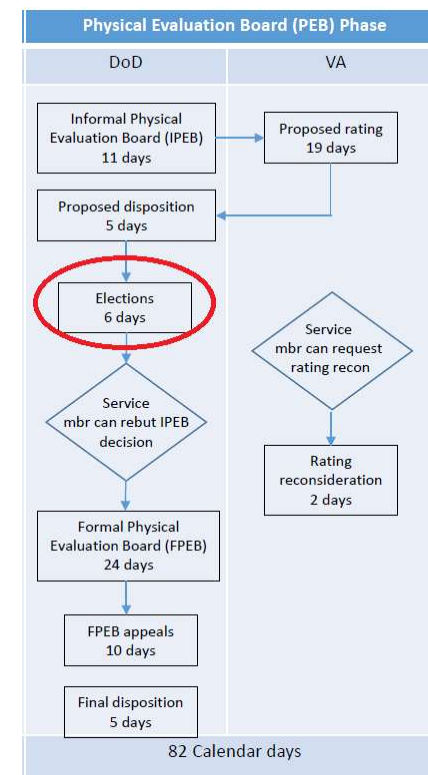 Physical Evaluation Board (PEB) Phase
DoD
VA
Informal Physical
Evaluation Board (IPEB)
11 days
Proposed rating
19 days
Proposed disposition
5 days
Elections
6 days
Service
mbr can request
rating recon
Service
mbr can rebut IPEB
decision
Rating
reconsideration
2 days
Formal Physical
Evaluation Board (FPEB)
24 days
FPEB appeals
10 days
Final disposition
5 days
82 Calendar days